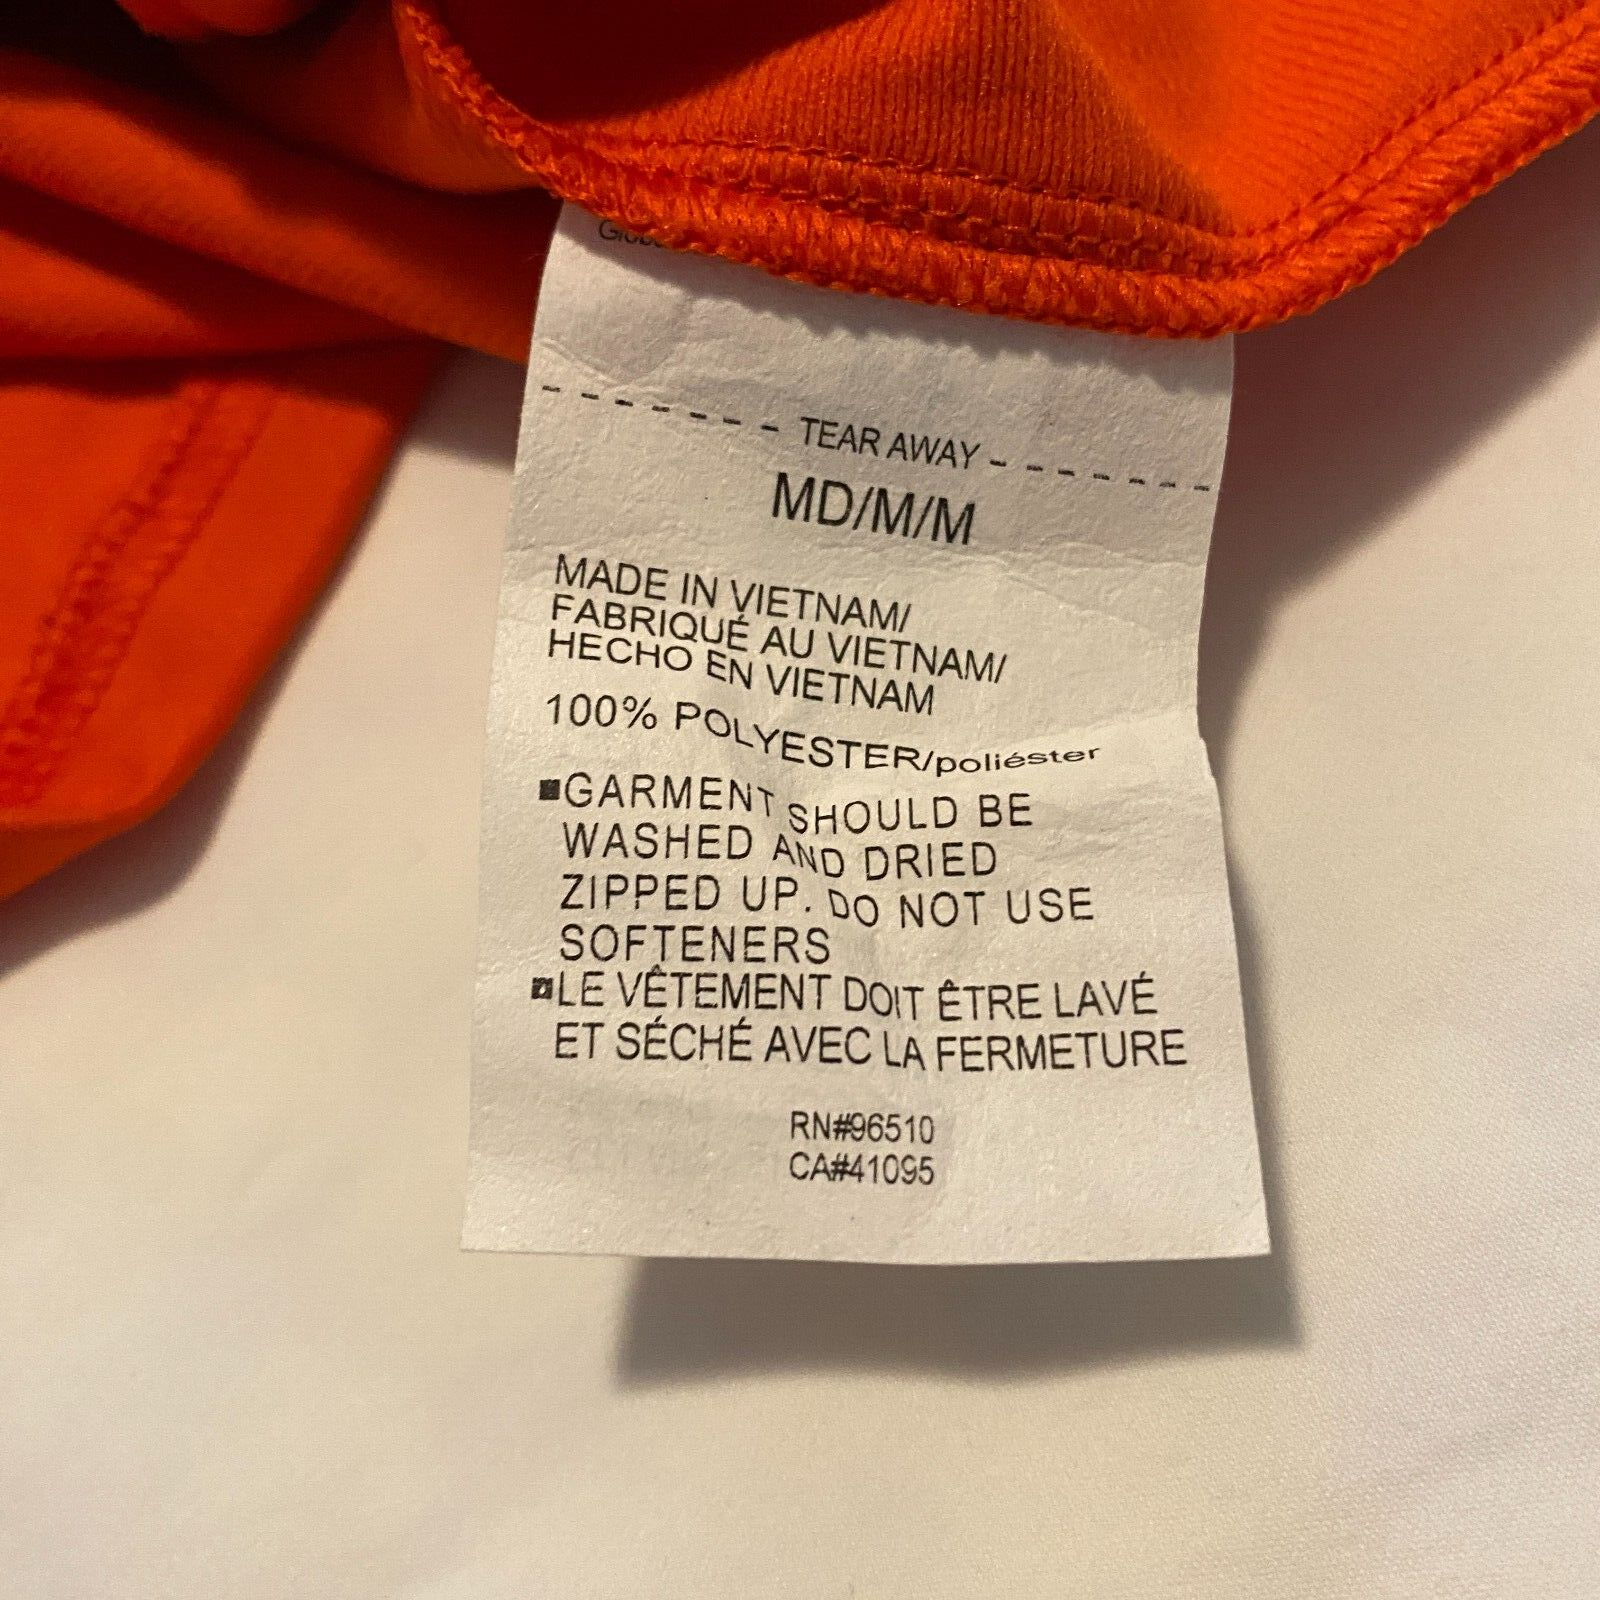 TEAR AWAY
MD/M/M
MADE IN VIETNAM/
FABRIQUÉ AU VIETNAM/
HECHO EN VIETNAM
100% POLYESTER/poliéster
■GARMENT SHOULD BE
WASHED AND DRIED
ZIPPED UP. DO NOT USE
SOFTENERS
■LE VÊTEMENT DOIT ÊTRE LAVÉ
ET SÉCHÉ AVEC LA FERMETURE
RN#96510
CA#41095